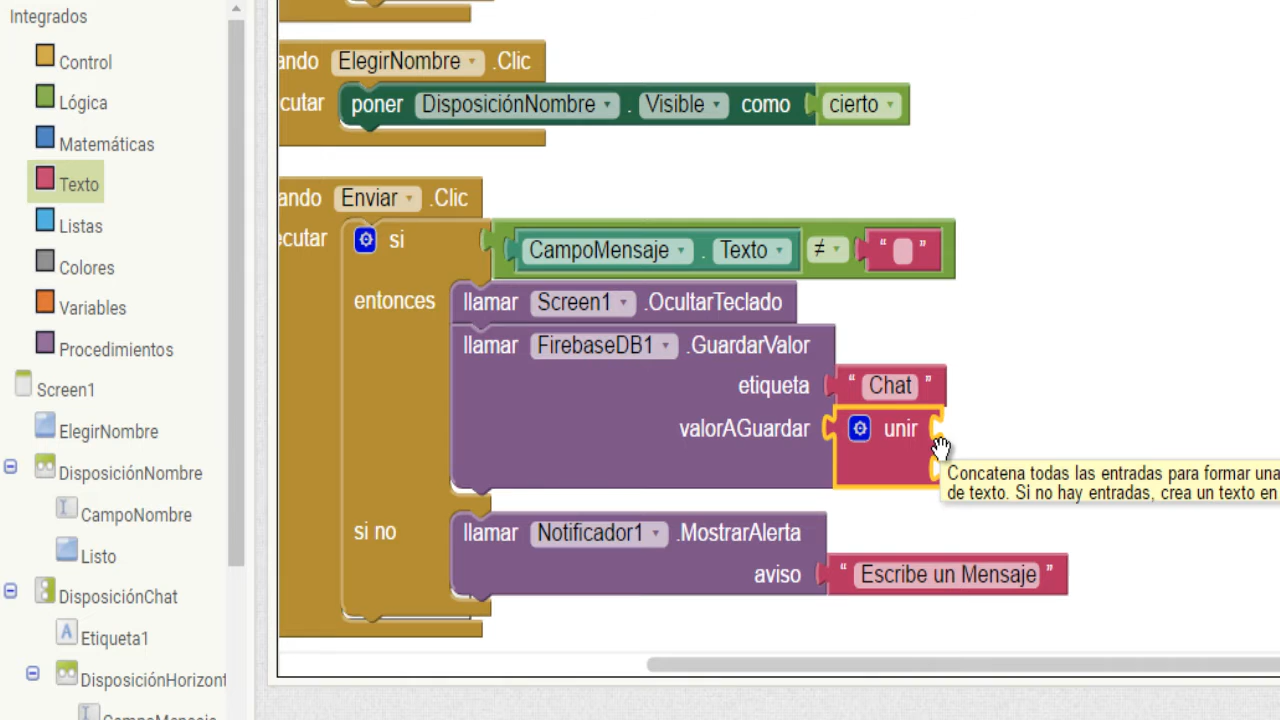 Integrados
Control
Lógica
Matemáticas
Texto
Listas
Colores
Variables
Procedimientos
Screen1
ElegirNombre
DisposiciónNombre
CampoNombre
Listo
DisposiciónChat
Etiqueta1
DisposiciónHorizont
CampoMensaje
ando ElegirNombre .Clic
cutar poner DisposiciónNombre . Visible como cierto
ando Enviar .Clic
ecutar si CampoMensaje . Texto ≠ “ ”
entonces llamar Screen1 .OcultarTeclado
llamar FirebaseDB1 .GuardarValor
etiqueta “ Chat ”
valorAGuardar unir
Concatena todas las entradas para formar una
de texto. Si no hay entradas, crea un texto en
si no llamar Notificador1 .MostrarAlerta
aviso “ Escribe un Mensaje ”